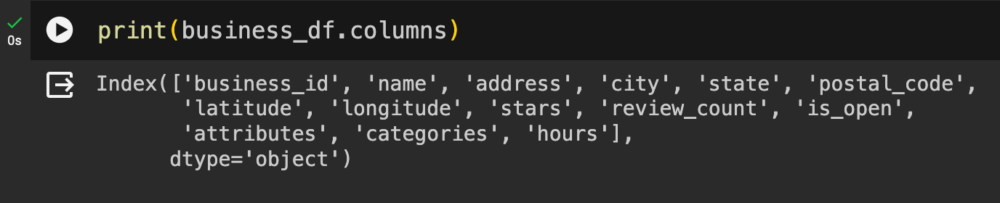 print(business_df.columns)
0s
Index(['business_id', 'name', 'address', 'city', 'state', 'postal_code',
'latitude', 'longitude', 'stars', 'review_count', 'is_open',
'attributes', 'categories', 'hours'],
dtype='object')